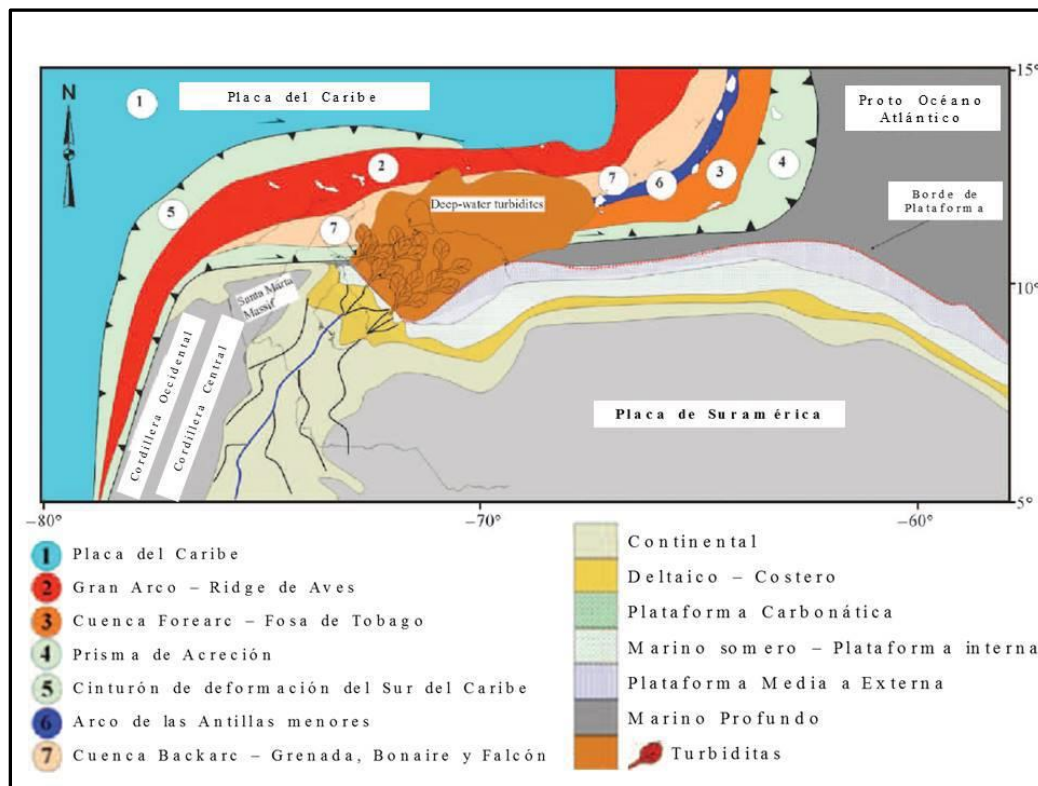 Placa del Caribe
Proto Océano
Atlántico
Borde de
Plataforma
N
1
2
3
4
5
6
7
7
Deep-water turbidites
Santa Marta
Massif
Cordillera Occidental
Cordillera Central
Placa de Suramérica
15°
10°
5°
−80°
−70°
−60°
1 Placa del Caribe
2 Gran Arco – Ridge de Aves
3 Cuenca Forearc – Fosa de Tobago
4 Prisma de Acreción
5 Cinturón de deformación del Sur del Caribe
6 Arco de las Antillas menores
7 Cuenca Backarc – Grenada, Bonaire y Falcón
Continental
Deltaico – Costero
Plataforma Carbonática
Marino somero – Plataforma interna
Plataforma Media a Externa
Marino Profundo
Turbiditas